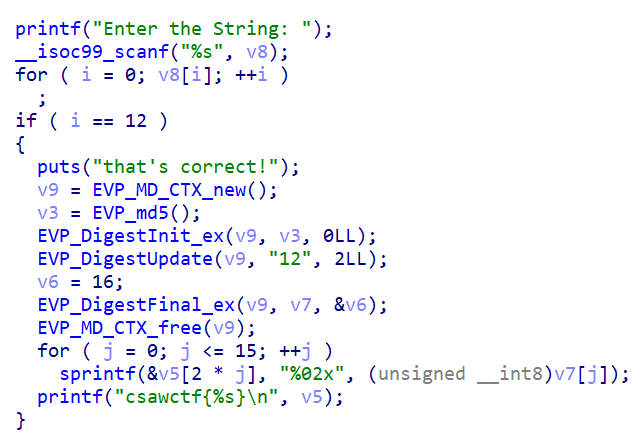 printf("Enter the String: ");
__isoc99_scanf("%s", v8);
for ( i = 0; v8[i]; ++i )
;
if ( i == 12 )
{
puts("that's correct!");
v9 = EVP_MD_CTX_new();
v3 = EVP_md5();
EVP_DigestInit_ex(v9, v3, 0LL);
EVP_DigestUpdate(v9, "12", 2LL);
v6 = 16;
EVP_DigestFinal_ex(v9, v7, &v6);
EVP_MD_CTX_free(v9);
for ( j = 0; j <= 15; ++j )
sprintf(&v5[2 * j], "%02x", (unsigned __int8)v7[j]);
printf("csawctf{%s}\n", v5);
}